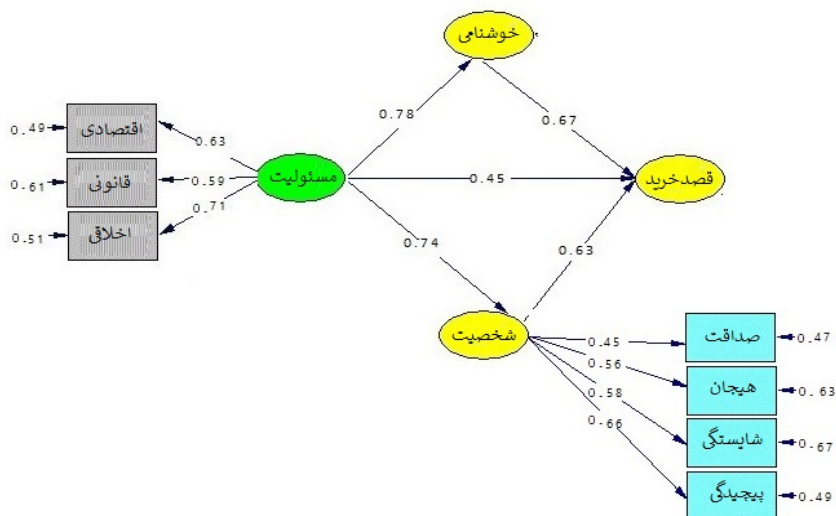 خوشنامی
0.78
0.67
اقتصادی
0.49
0.63
قانونی
0.61
0.59
اخلاقی
0.51
0.71
مسئولیت
0.45
قصدخرید
0.74
0.63
شخصیت
0.45
صداقت
0.47
0.56
هیجان
0.63
0.58
شایستگی
0.67
0.66
پیچیدگی
0.49